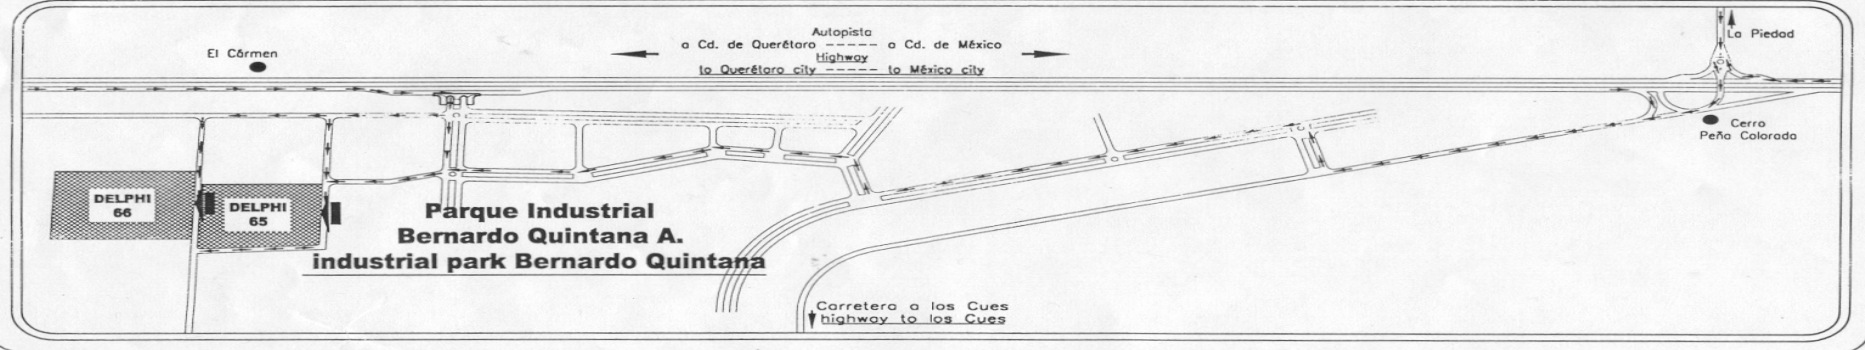 El Cármen
Autopista
a Cd. de Querétaro ----- a Cd. de México
Highway
to Querétaro city ----- to México city
La Piedad
Cerro
Peña Colorada
DELPHI
66
DELPHI
65
Parque Industrial
Bernardo Quintana A.
industrial park Bernardo Quintana
Carretera a los Cues
highway to los Cues